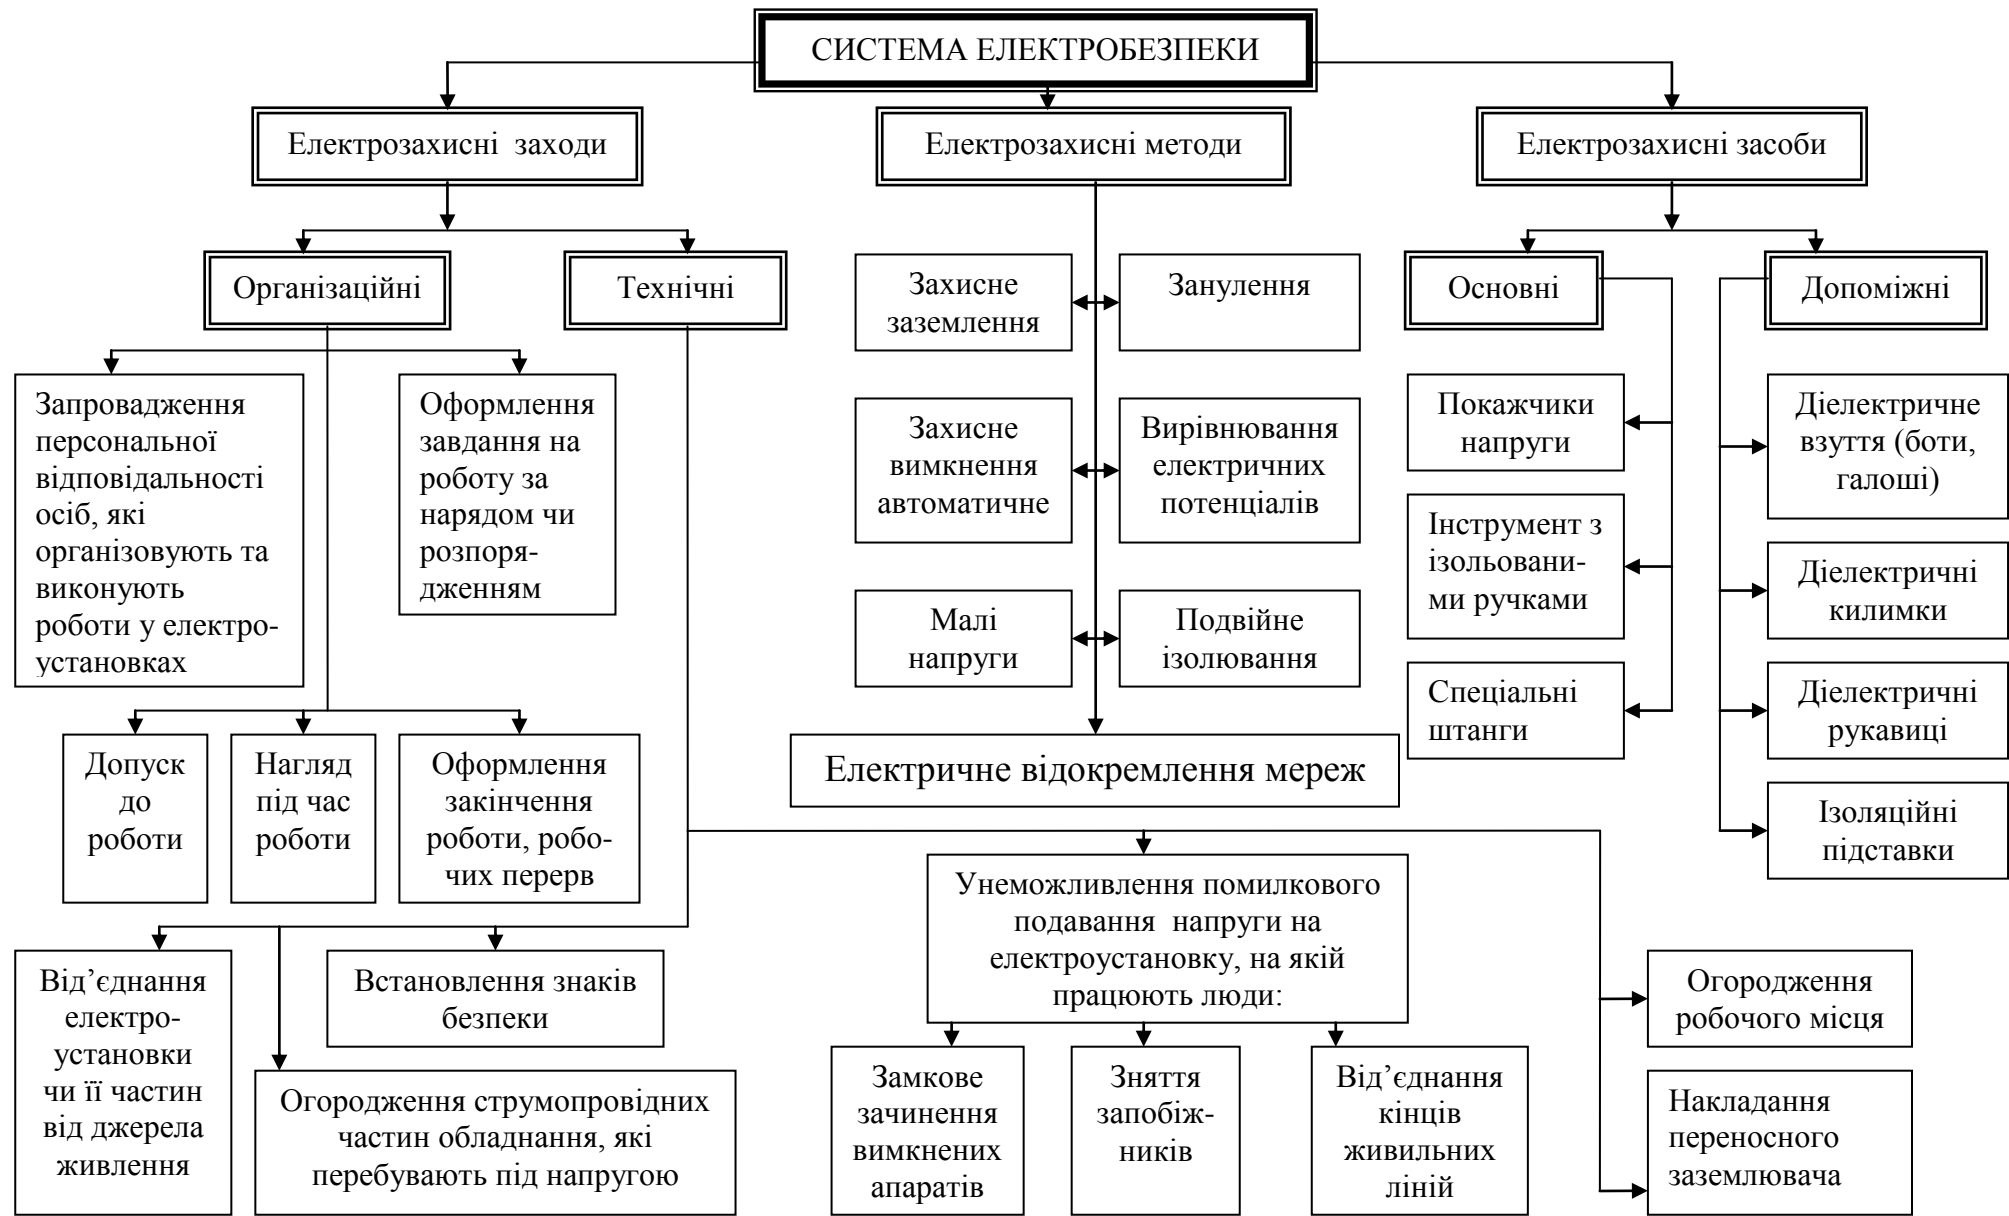 СИСТЕМА ЕЛЕКТРОБЕЗПЕКИ
Електрозахисні заходи
Електрозахисні методи
Електрозахисні засоби
Організаційні
Технічні
Захисне
заземлення
Занулення
Основні
Допоміжні
Запровадження
персональної
відповідальності
осіб, які
організовують та
виконують
роботи у електро-
установках
Оформлення
завдання на
роботу за
нарядом чи
розпоря-
дженням
Захисне
вимкнення
автоматичне
Вирівнювання
електричних
потенціалів
Покажчики
напруги
Діелектричне
взуття (боти,
галоші)
Інструмент з
ізольовани-
ми ручками
Діелектричні
килимки
Малі
напруги
Подвійне
ізолювання
Спеціальні
штанги
Діелектричні
рукавиці
Допуск
до
роботи
Нагляд
під час
роботи
Оформлення
закінчення
роботи, робо-
чих перерв
Електричне відокремлення мереж
Ізоляційні
підставки
Унеможливлення помилкового
подавання напруги на
електроустановку, на якій
працюють люди:
Від’єднання
електро-
установки
чи її частин
від джерела
живлення
Встановлення знаків
безпеки
Огородження
робочого місця
Огородження струмопровідних
частин обладнання, які
перебувають під напругою
Замкове
зачинення
вимкнених
апаратів
Зняття
запобіж-
ників
Від’єднання
кінців
живильних
ліній
Накладання
переносного
заземлювача